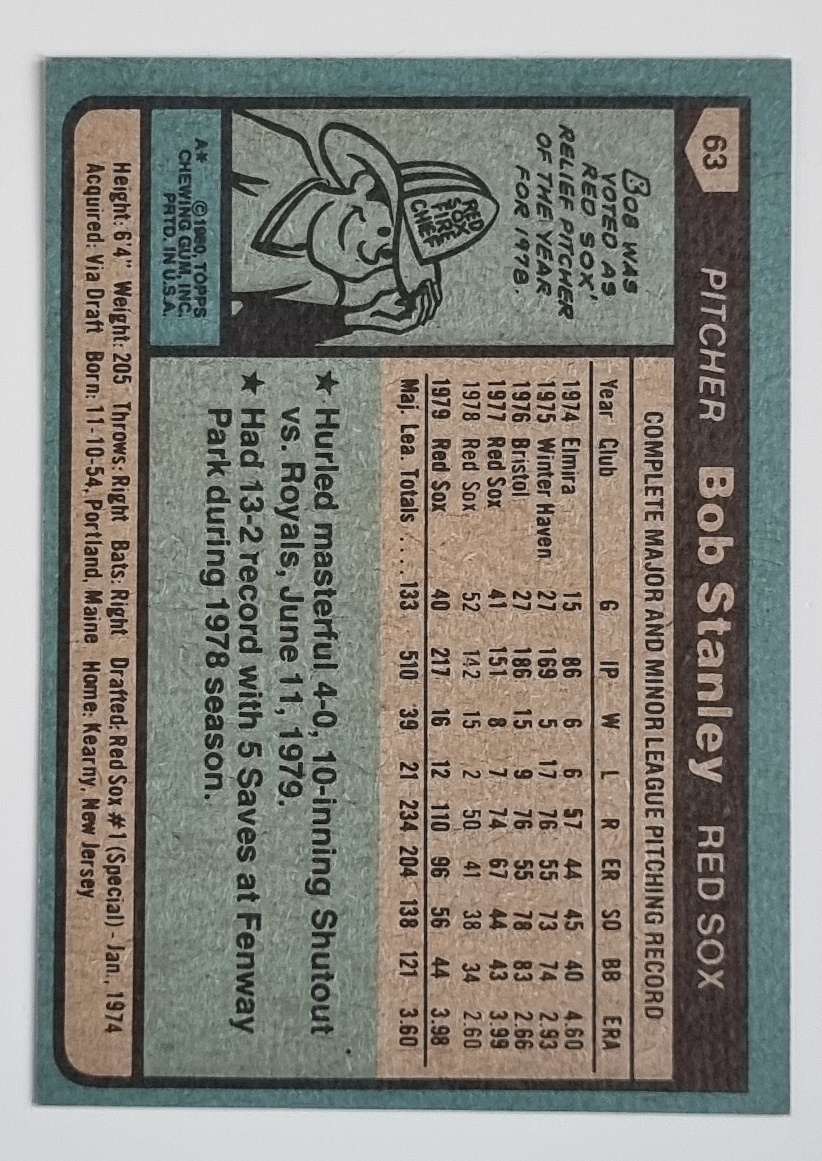 63
PITCHER Bob Stanley RED SOX
BOB WAS
VOTED AS
RED SOX'
RELIEF PITCHER
OF THE YEAR
FOR 1978.
RED
SOX
FIRE
CHIEF
A* ©1980, TOPPS
CHEWING GUM, INC.
PRTD. IN U.S.A.
COMPLETE MAJOR AND MINOR LEAGUE PITCHING RECORD
Year Club G IP W L R ER SO BB ERA
1974 Elmira 15 86 6 6 57 44 45 40 4.60
1975 Winter Haven 27 169 5 17 76 55 73 74 2.93
1976 Bristol 27 186 15 9 76 55 78 83 2.66
1977 Red Sox 41 151 8 7 74 67 44 43 3.99
1978 Red Sox 52 142 15 2 50 41 38 34 2.60
1979 Red Sox 40 217 16 12 110 96 56 44 3.98
Maj. Lea. Totals .... 133 510 39 21 234 204 138 121 3.60
★ Hurled masterful, 4-0, 10-inning Shutout
vs. Royals, June 11, 1979.
★ Had 13-2 record with 5 Saves at Fenway
Park during 1978 season.
Height: 6'4" Weight: 205 Throws: Right Bats: Right Drafted: Red Sox #1 (Special) - Jan., 1974
Acquired: Via Draft Born: 11-10-54, Portland, Maine Home: Kearny, New Jersey